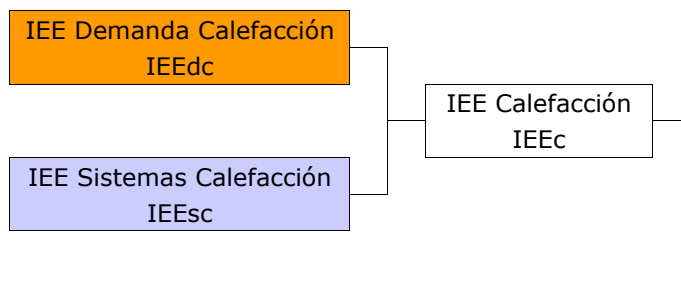 IEE Demanda Calefacción
IEEdc
IEE Calefacción
IEEc
IEE Sistemas Calefacción
IEEsc